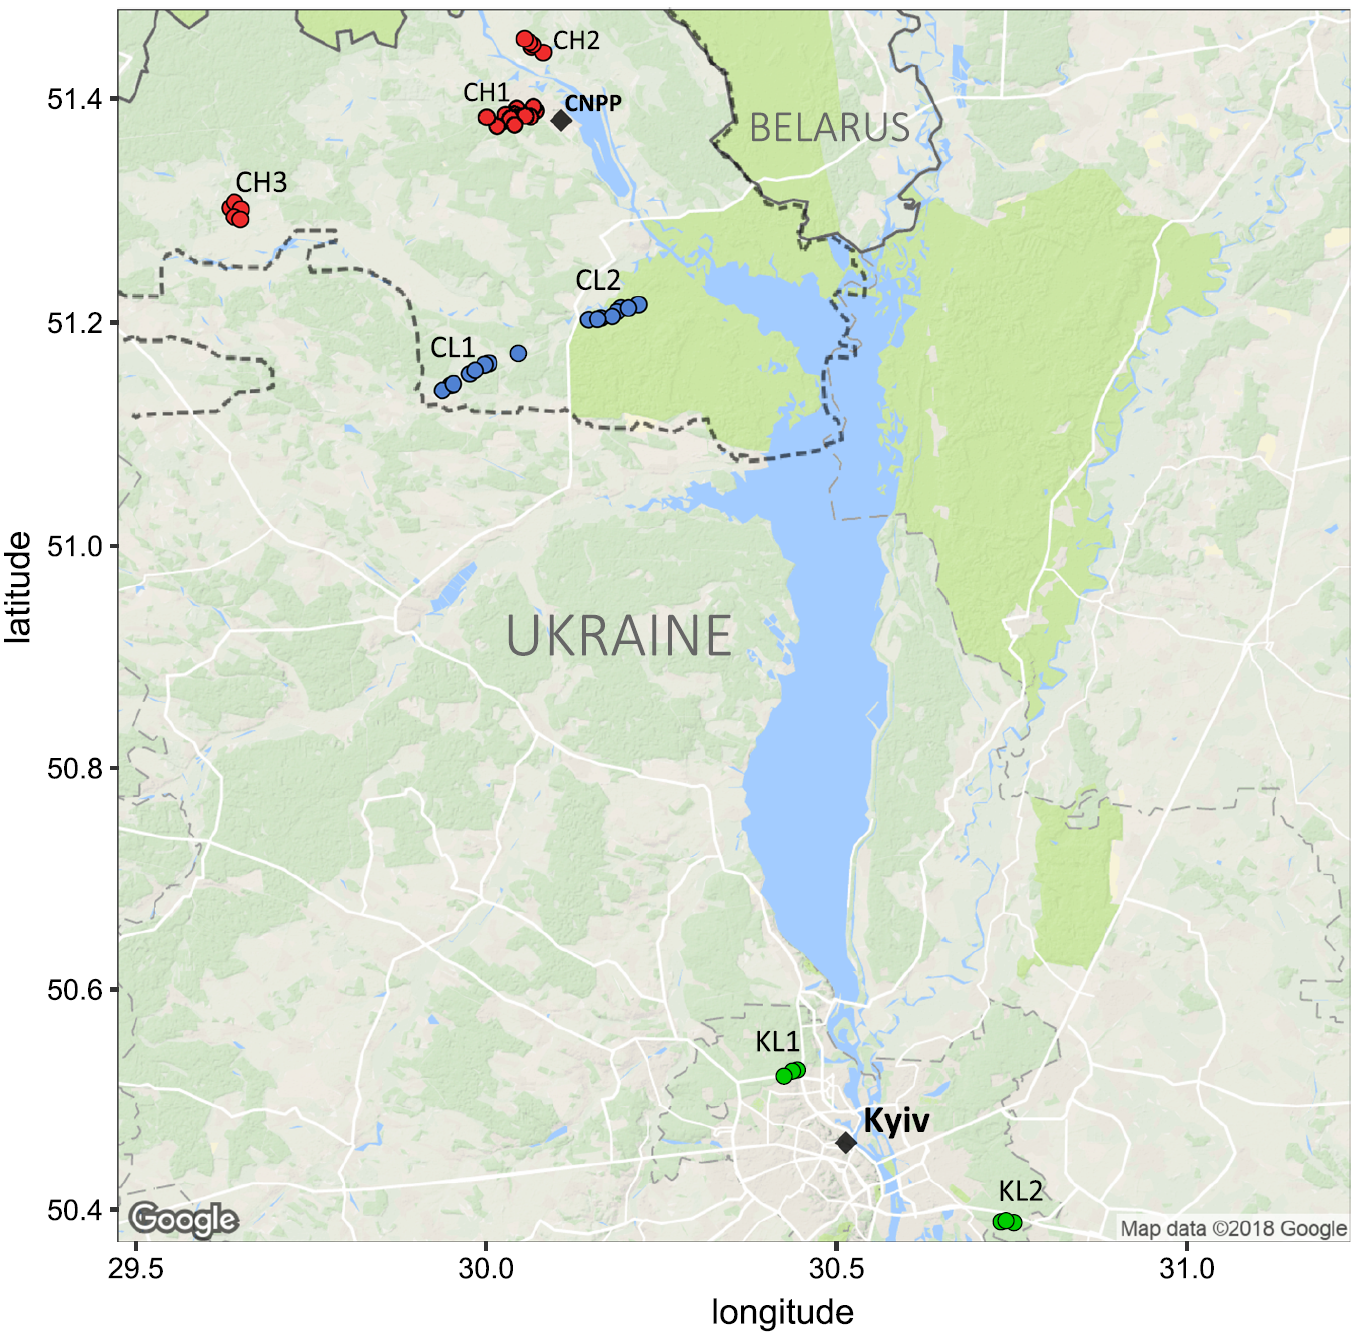 CH2
CH1
CNPP
51.4
BELARUS
CH3
CL2
51.2
CL1
51.0
latitude
UKRAINE
50.8
50.6
KL1
Kyiv
KL2
50.4
Google
Map data ©2018 Google
29.5 30.0 30.5 31.0
longitude